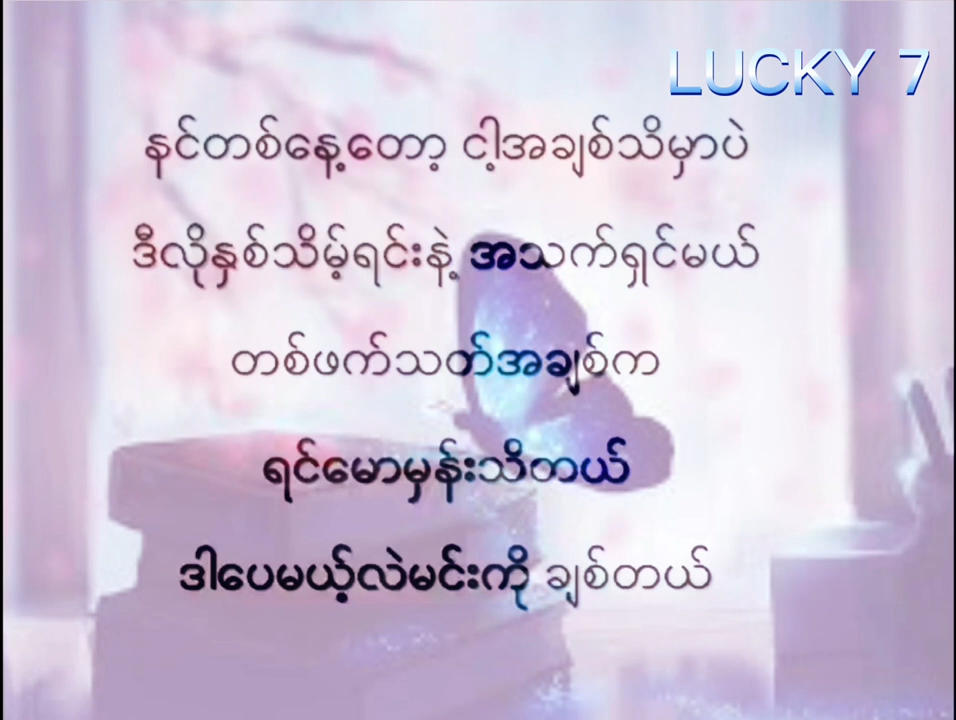 LUCKY 7
နင်တစ်နေ့တော့ ငါ့အချစ်သိမှာပဲ
ဒီလိုနှစ်သိမ့်ရင်းနဲ့ အသက်ရှင်မယ်
တစ်ဖက်သတ်အချစ်က
ရင်မောမှန်းသိတယ်
ဒါပေမယ့်လဲမင်းကို ချစ်တယ်